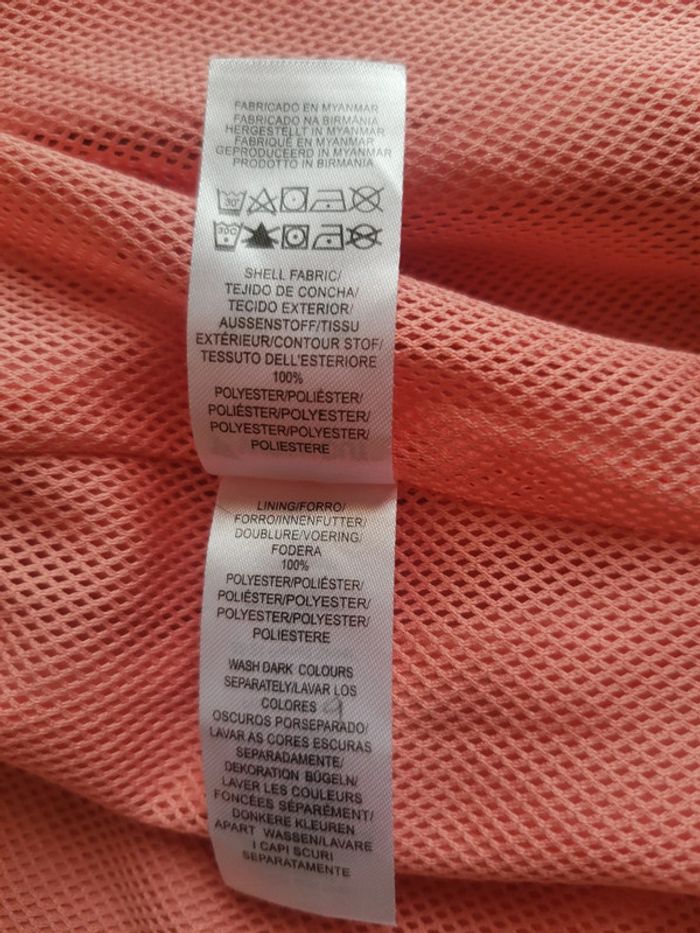 FABRICADO EN MYANMAR
FABRICADO NA BIRMÂNIA
HERGESTELLT IN MYANMAR
FABRIQUÉ EN MYANMAR
GEPRODUCEERD IN MYANMAR
PRODOTTO IN BIRMANIA
30°
30C
SHELL FABRIC/
TEJIDO DE CONCHA/
TECIDO EXTERIOR/
AUSSENSTOFF/TISSU
EXTÉRIEUR/CONTOUR STOF/
TESSUTO DELL'ESTERIORE
100%
POLYESTER/POLIÉSTER/
POLIÉSTER/POLYESTER/
POLYESTER/POLYESTER/
POLIESTERE
LINING/FORRO/
FORRO/INNENFUTTER/
DOUBLURE/VOERING/
FODERA
100%
POLYESTER/POLIÉSTER/
POLIÉSTER/POLYESTER/
POLYESTER/POLYESTER/
POLIESTERE
WASH DARK COLOURS
SEPARATELY/LAVAR LOS
COLORES 9
OSCUROS PORSEPARADO/
LAVAR AS CORES ESCURAS
SEPARADAMENTE/
DEKORATION BÜGELN/
LAVER LES COULEURS
FONCÉES SÉPARÉMENT/
DONKERE KLEUREN
APART WASSEN/LAVARE
I CAPI SCURI
SEPARATAMENTE